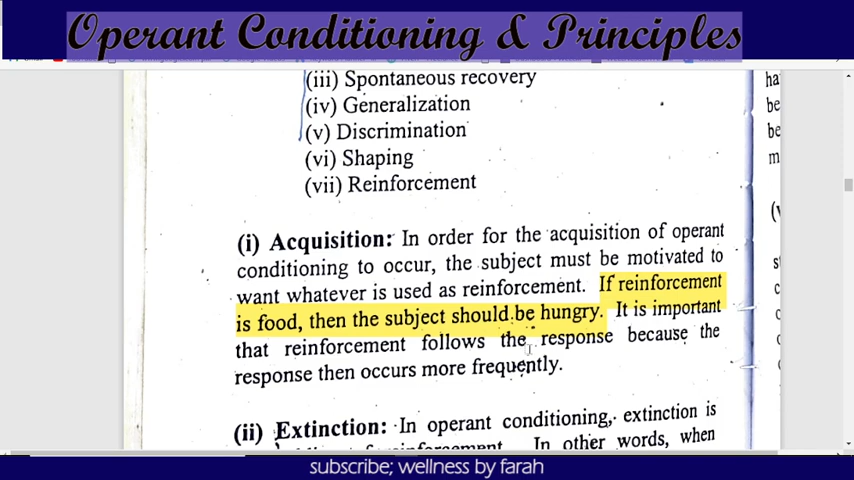 Operant Conditioning & Principles
(iii) Spontaneous recovery
(iv) Generalization
(v) Discrimination
(vi) Shaping
(vii) Reinforcement
(i) Acquisition: In order for the acquisition of operant
conditioning to occur, the subject must be motivated to
want whatever is used as reinforcement. If reinforcement
is food, then the subject should be hungry. It is important
that reinforcement follows the response because the
response then occurs more frequently.
(ii) Extinction: In operant conditioning, extinction is
reinforcement. In other words, when
ha
be
be
m
subscribe; wellness by farah